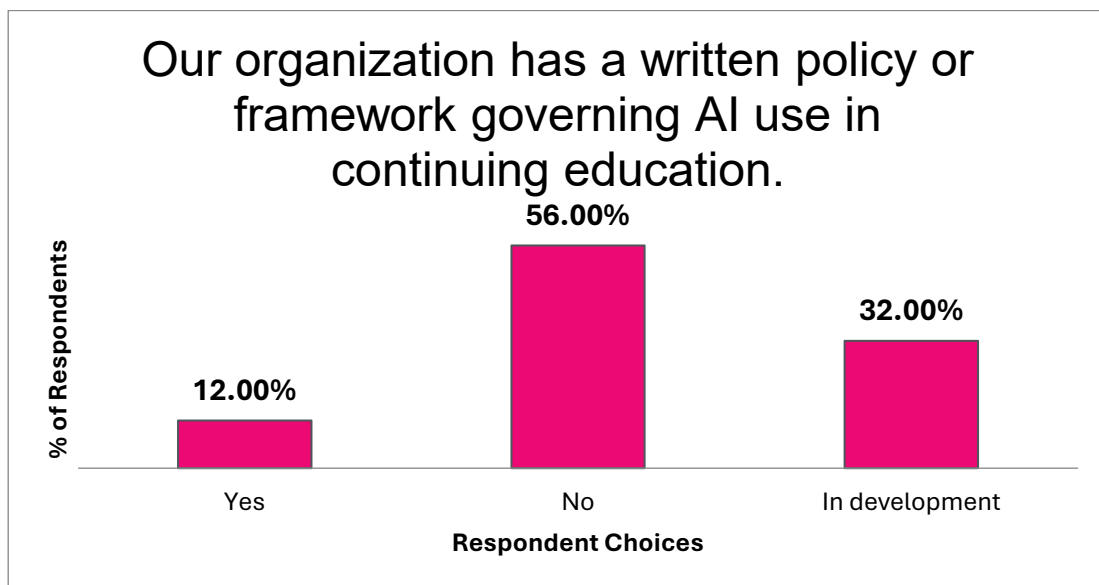 Our organization has a written policy or
framework governing AI use in
continuing education.
56.00%
32.00%
12.00%
% of Respondents
Yes
No
In development
Respondent Choices